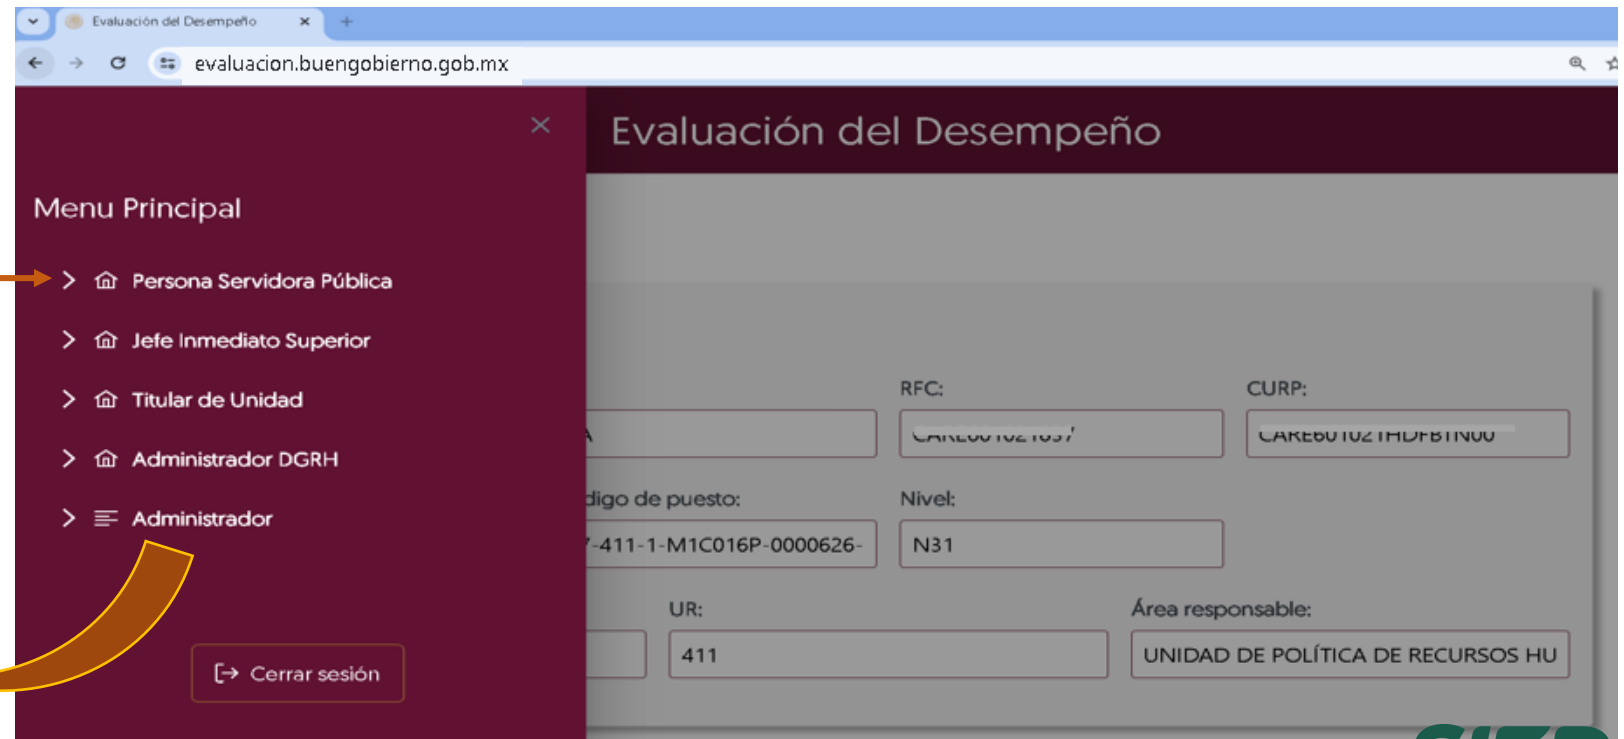 Evaluación del Desempeño
evaluacion.buengobierno.gob.mx
Evaluación del Desempeño
Menu Principal
Persona Servidora Pública
Jefe Inmediato Superior
Titular de Unidad
Administrador DGRH
Administrador
Cerrar sesión
RFC:
CURP:
digo de puesto:
Nivel:
-411-1-M1C016P-0000626-
N31
UR:
Área responsable:
411
UNIDAD DE POLÍTICA DE RECURSOS HU